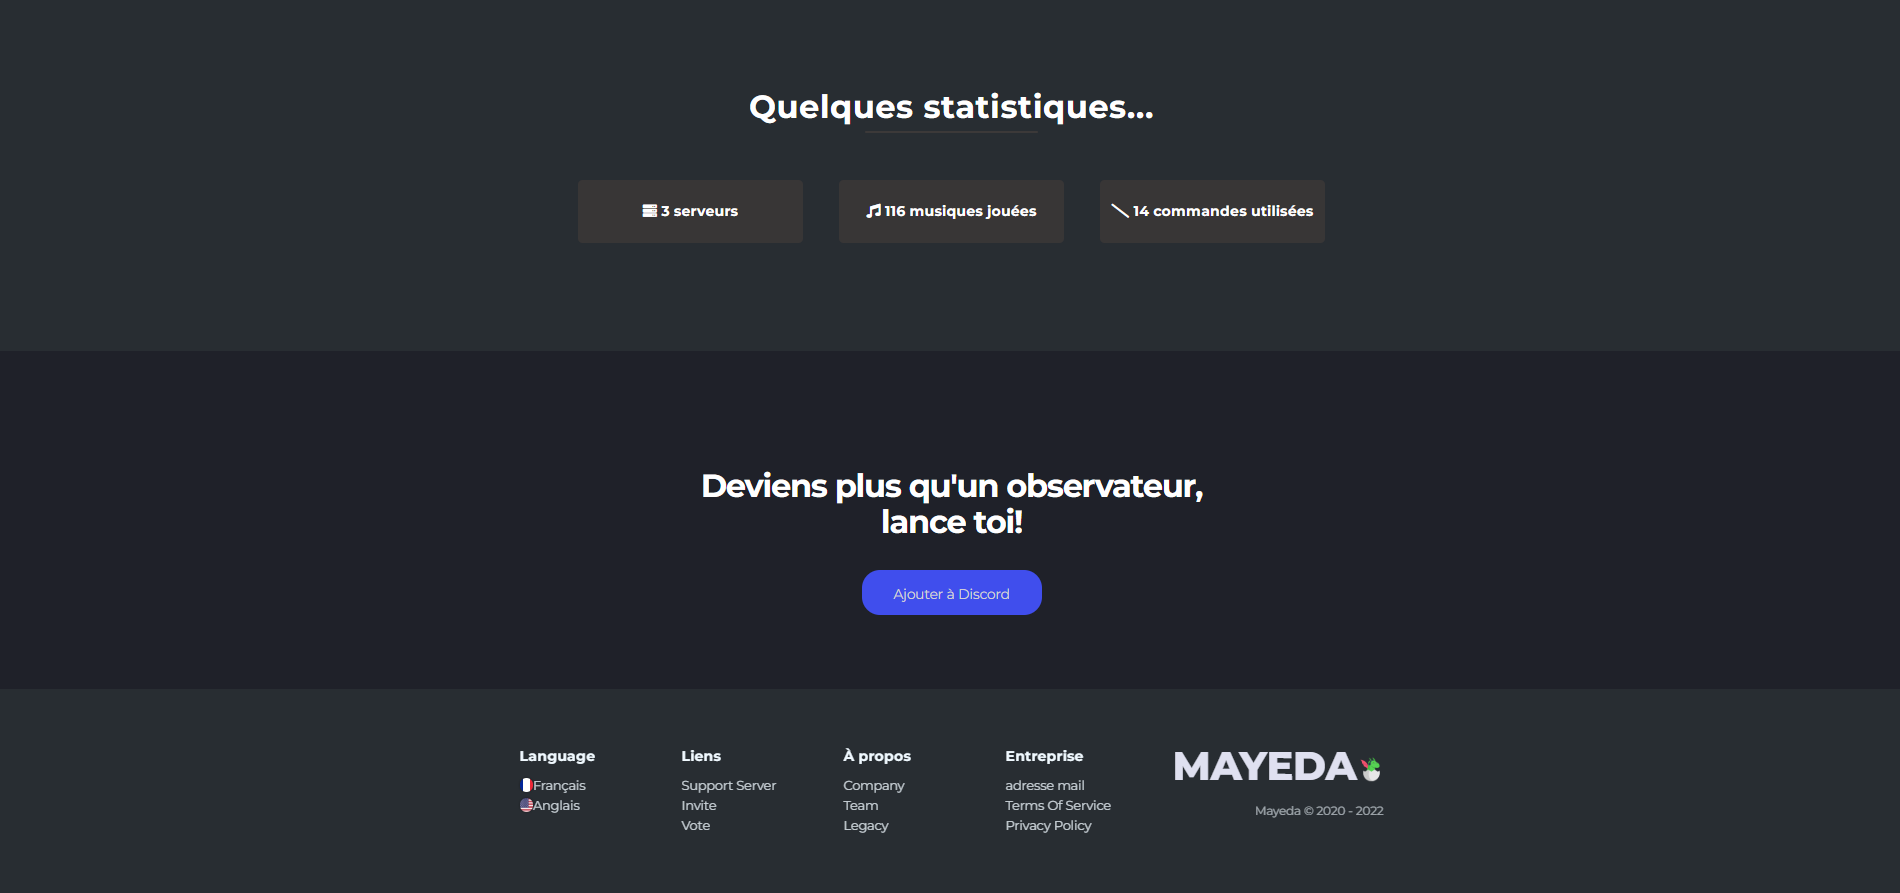 Quelques statistiques...
3 serveurs
116 musiques jouées
14 commandes utilisées
Deviens plus qu'un observateur,
lance toi!
Ajouter à Discord
Language
Français
Anglais
Liens
Support Server
Invite
Vote
À propos
Company
Team
Legacy
Entreprise
adresse mail
Terms Of Service
Privacy Policy
MAYEDA
Mayeda © 2020 - 2022